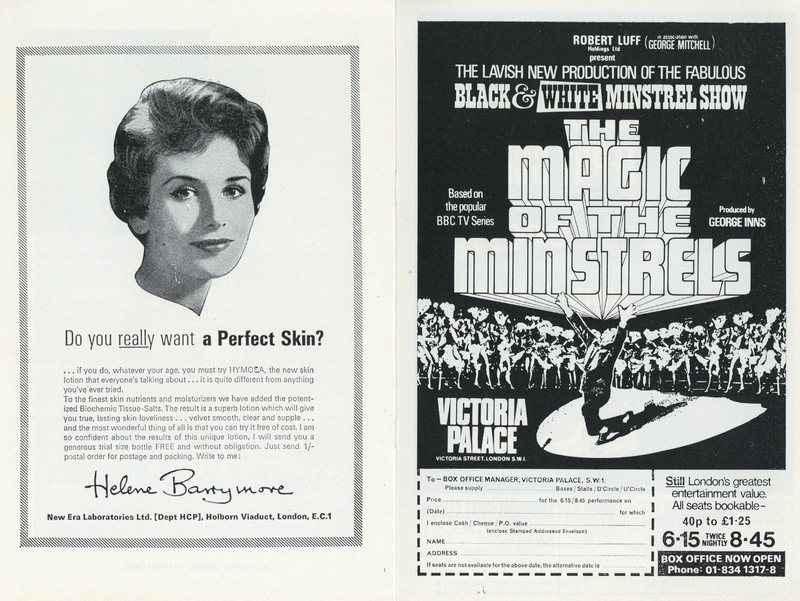 Do you really want a Perfect Skin?
... if you do, whatever your age, you must try HYMOSA, the new skin
lotion that everyone's talking about ... it is quite different from anything
you've ever tried.
To the finest skin nutrients and moisturizers we have added the potent-
ized Biochemic Tissue-Salts. The result is a superb lotion which will give
you true, lasting skin loveliness ... velvet smooth, clear and supple ...
and the most wonderful thing of all is that you can try it free of cost. I am
so confident about the results of this unique lotion, I will send you a
generous trial size bottle FREE and without obligation. Just send 1/-
postal order for postage and packing. Write to me:
Helene Barrymore
New Era Laboratories Ltd. [Dept HCP], Holborn Viaduct, London, E.C.1
ROBERT LUFF (in association with GEORGE MITCHELL)
Holdings Ltd
present
THE LAVISH NEW PRODUCTION OF THE FABULOUS
BLACK & WHITE MINSTREL SHOW
THE
MAGIC
OF THE
MINSTRELS
Based on
the popular
BBC TV Series
Produced by
GEORGE INNS
VICTORIA
PALACE
VICTORIA STREET, LONDON S.W.I.
To — BOX OFFICE MANAGER, VICTORIA PALACE, S.W.1.
Please supply Boxes / Stalls / D'Circle / U'Circle
Price for the 6.15 / 8.45 performance on
(Date) for which
I enclose Cash / Cheque / P.O. value
(enclose Stamped Addressed Envelope)
NAME
ADDRESS
If seats are not available for the above date, the alternative date is
Still London's greatest
entertainment value.
All seats bookable-
40p to £1·25
6·15 TWICE NIGHTLY 8·45
BOX OFFICE NOW OPEN
Phone: 01-834 1317-8